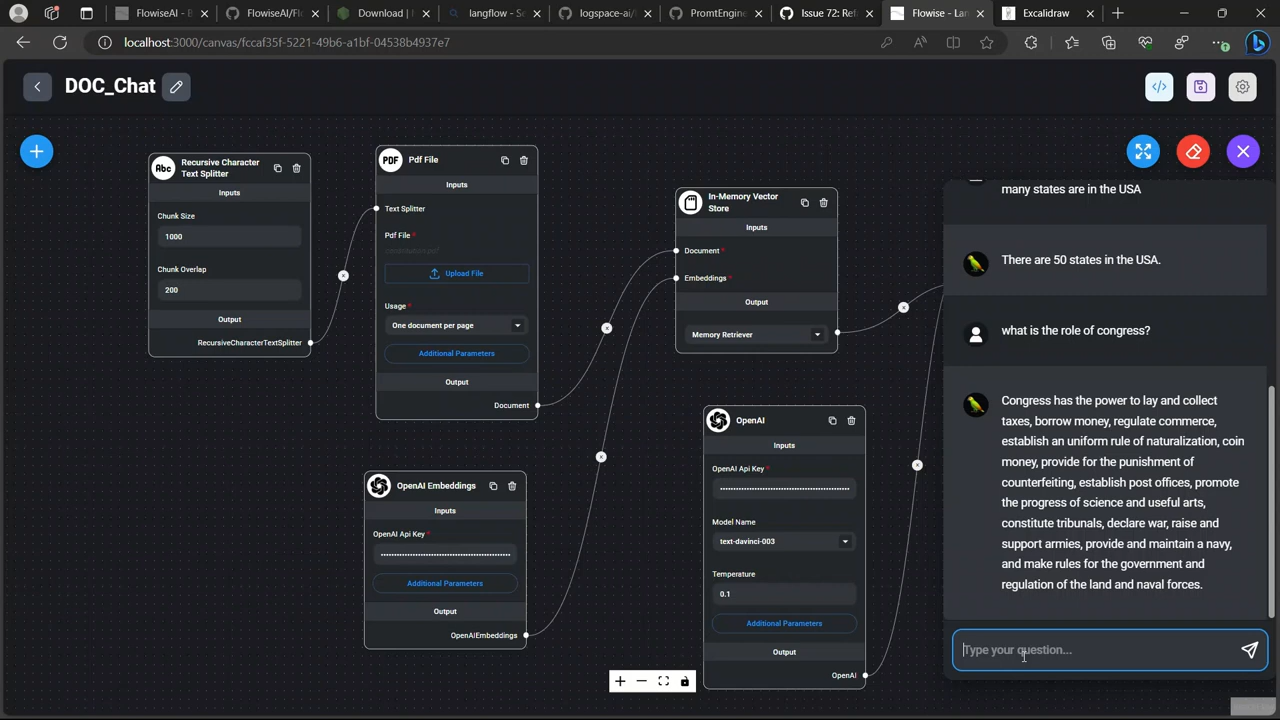 FlowiseAI - B
FlowiseAI/Fl
Download |
langflow - Se
logspace-ai/
PromtEngine
Issue 72: Ret
Flowise - Lan
Excalidraw
localhost:3000/canvas/fccaf35f-5221-49b6-a1bf-04538b4937e7
DOC_Chat
Abc
Recursive Character
Text Splitter
Inputs
Chunk Size
1000
Chunk Overlap
200
Output
RecursiveCharacterTextSplitter
PDF
Pdf File
Inputs
Text Splitter
Pdf File *
Upload File
Usage *
One document per page
Additional Parameters
Output
Document
OpenAI Embeddings
Inputs
OpenAI Api Key *
Additional Parameters
Output
OpenAIEmbeddings
In-Memory Vector
Store
Inputs
Document *
Embeddings *
Output
Memory Retriever
OpenAI
Inputs
OpenAI Api Key *
Model Name
text-davinci-003
Temperature
0.1
Additional Parameters
Output
OpenAI
many states are in the USA
There are 50 states in the USA.
what is the role of congress?
Congress has the power to lay and collect
taxes, borrow money, regulate commerce,
establish an uniform rule of naturalization, coin
money, provide for the punishment of
counterfeiting, establish post offices, promote
the progress of science and useful arts,
constitute tribunals, declare war, raise and
support armies, provide and maintain a navy,
and make rules for the government and
regulation of the land and naval forces.
Type your question...